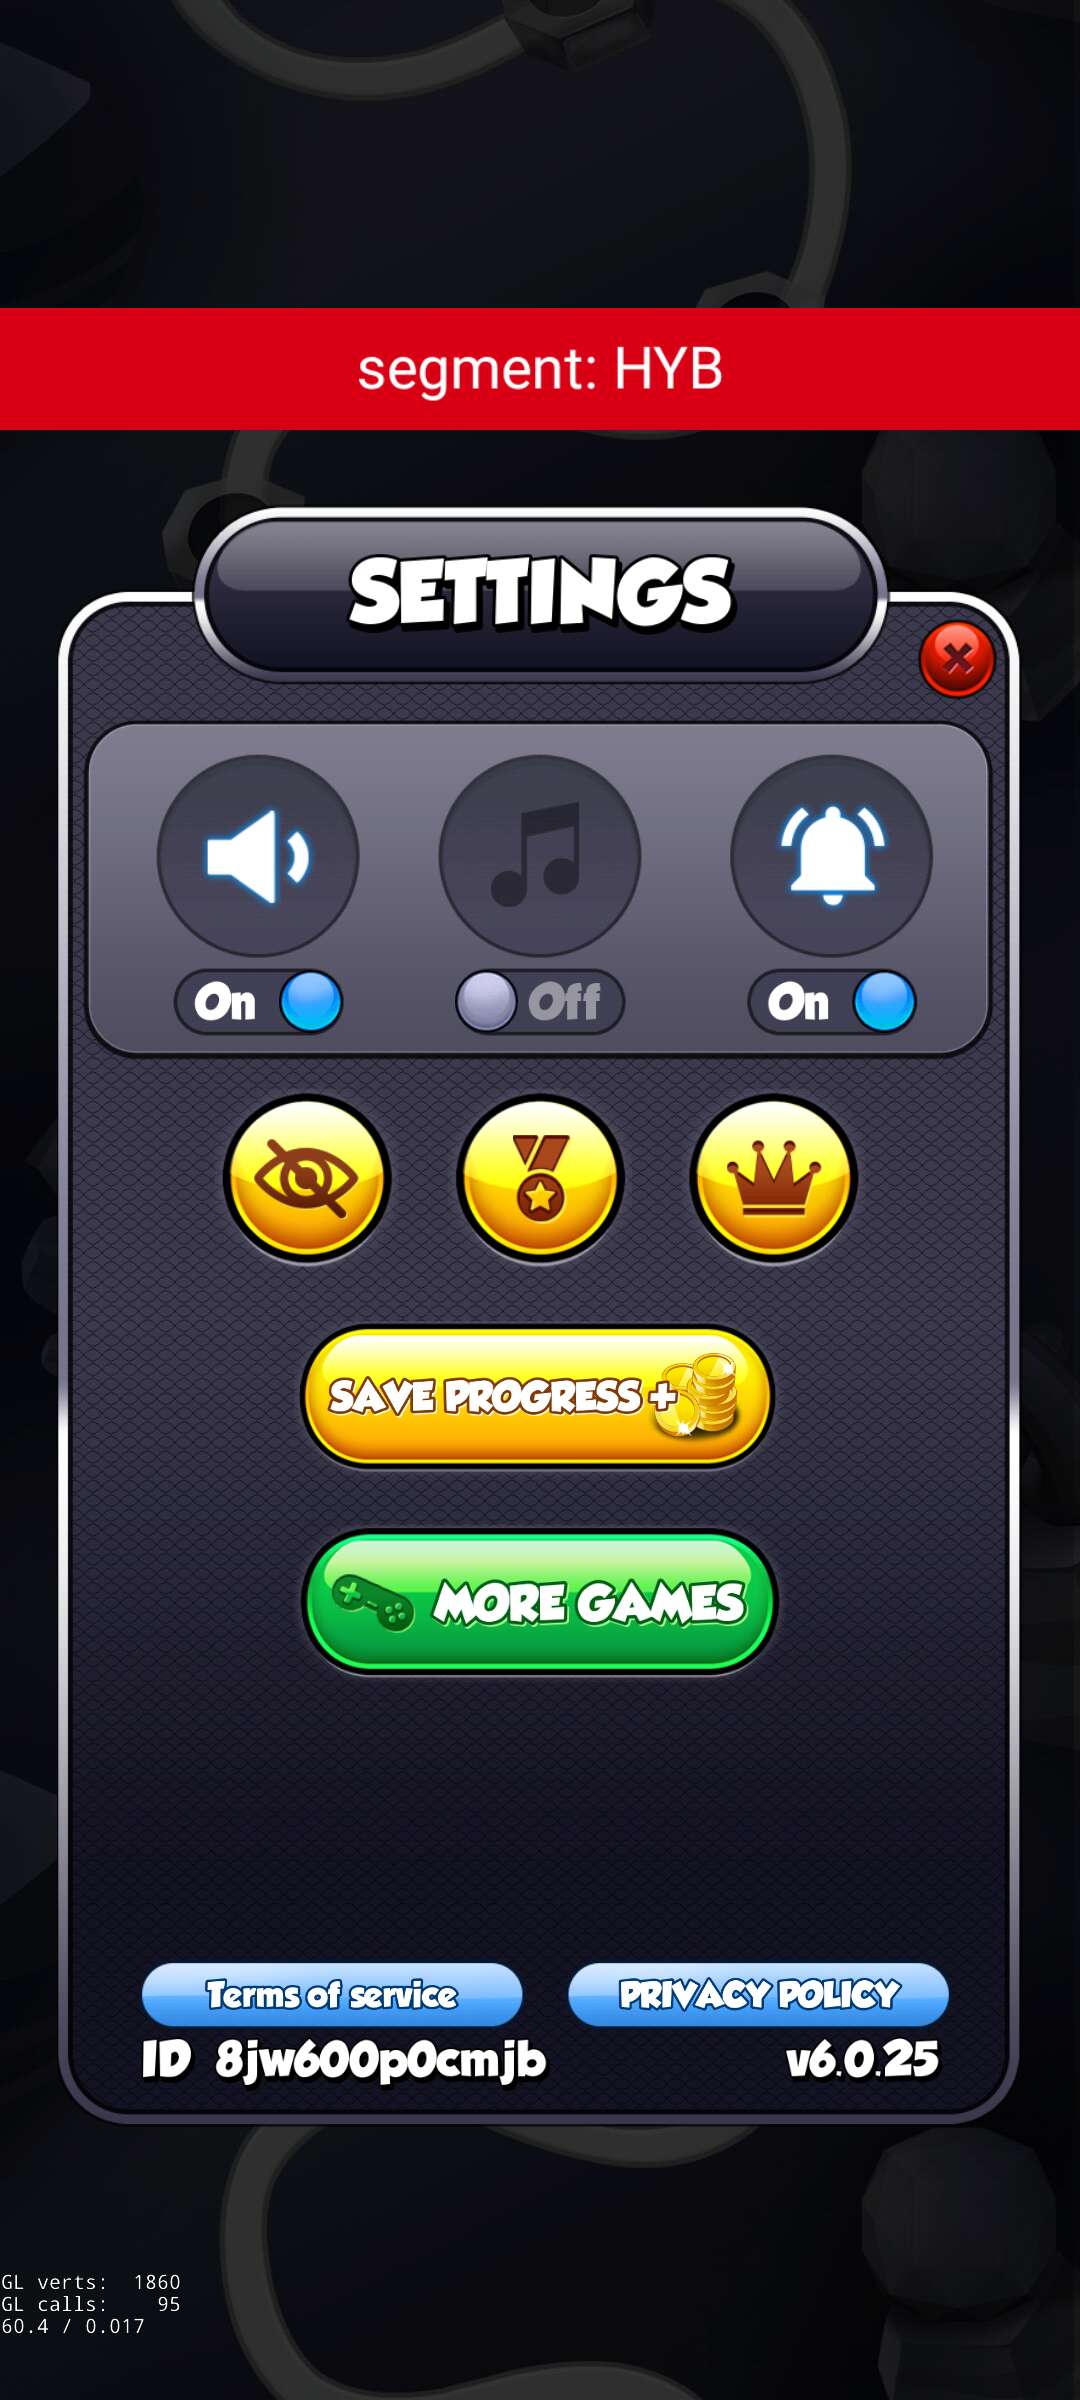 segment: HYB
SETTINGS
On
Off
On
SAVE PROGRESS +
MORE GAMES
Terms of service
PRIVACY POLICY
ID 8jw600p0cmjb
v6.0.25
GL verts: 1860
GL calls: 95
60.4 / 0.017